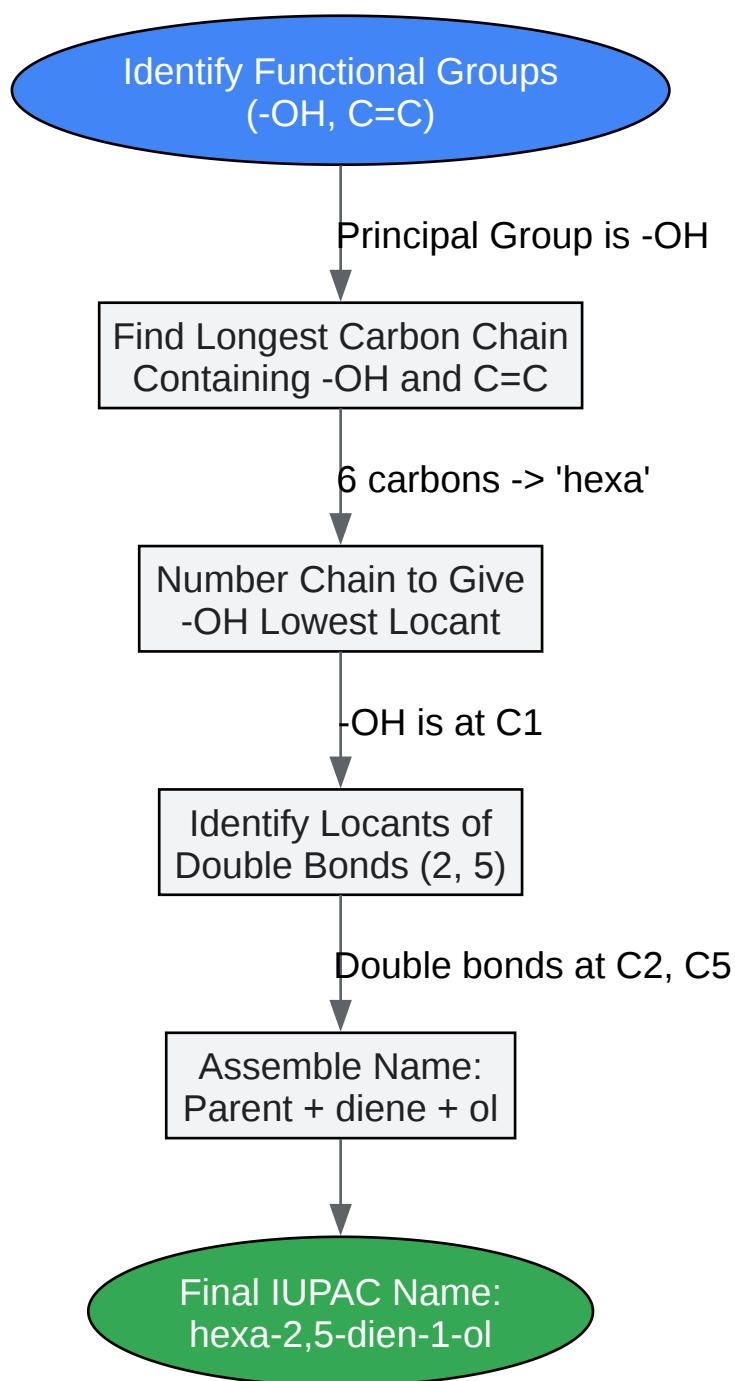 Identify Functional Groups
(-OH, C=C)
Principal Group is -OH
Find Longest Carbon Chain
Containing -OH and C=C
6 carbons -> 'hexa'
Number Chain to Give
-OH Lowest Locant
-OH is at C1
Identify Locants of
Double Bonds (2, 5)
Double bonds at C2, C5
Assemble Name:
Parent + diene + ol
Final IUPAC Name:
hexa-2,5-dien-1-ol